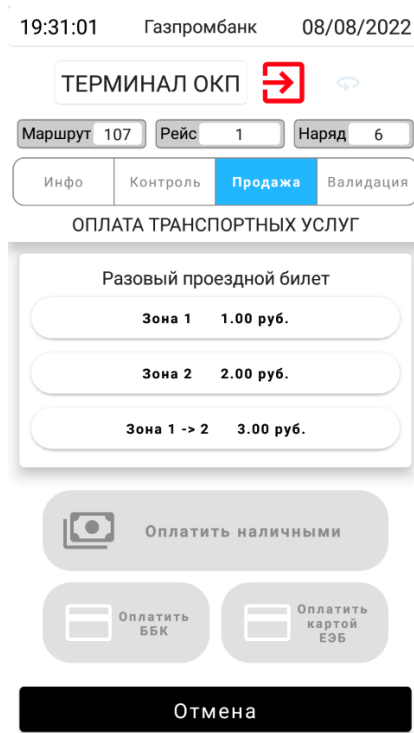 19:31:01 Газпромбанк 08/08/2022
ТЕРМИНАЛ ОКП
Маршрут 107 Рейс 1 Наряд 6
Инфо Контроль Продажа Валидация
ОПЛАТА ТРАНСПОРТНЫХ УСЛУГ
Разовый проездной билет
Зона 1 1.00 руб.
Зона 2 2.00 руб.
Зона 1 -> 2 3.00 руб.
Оплатить наличными
Оплатить
ББК
Оплатить
картой
ЕЭБ
Отмена